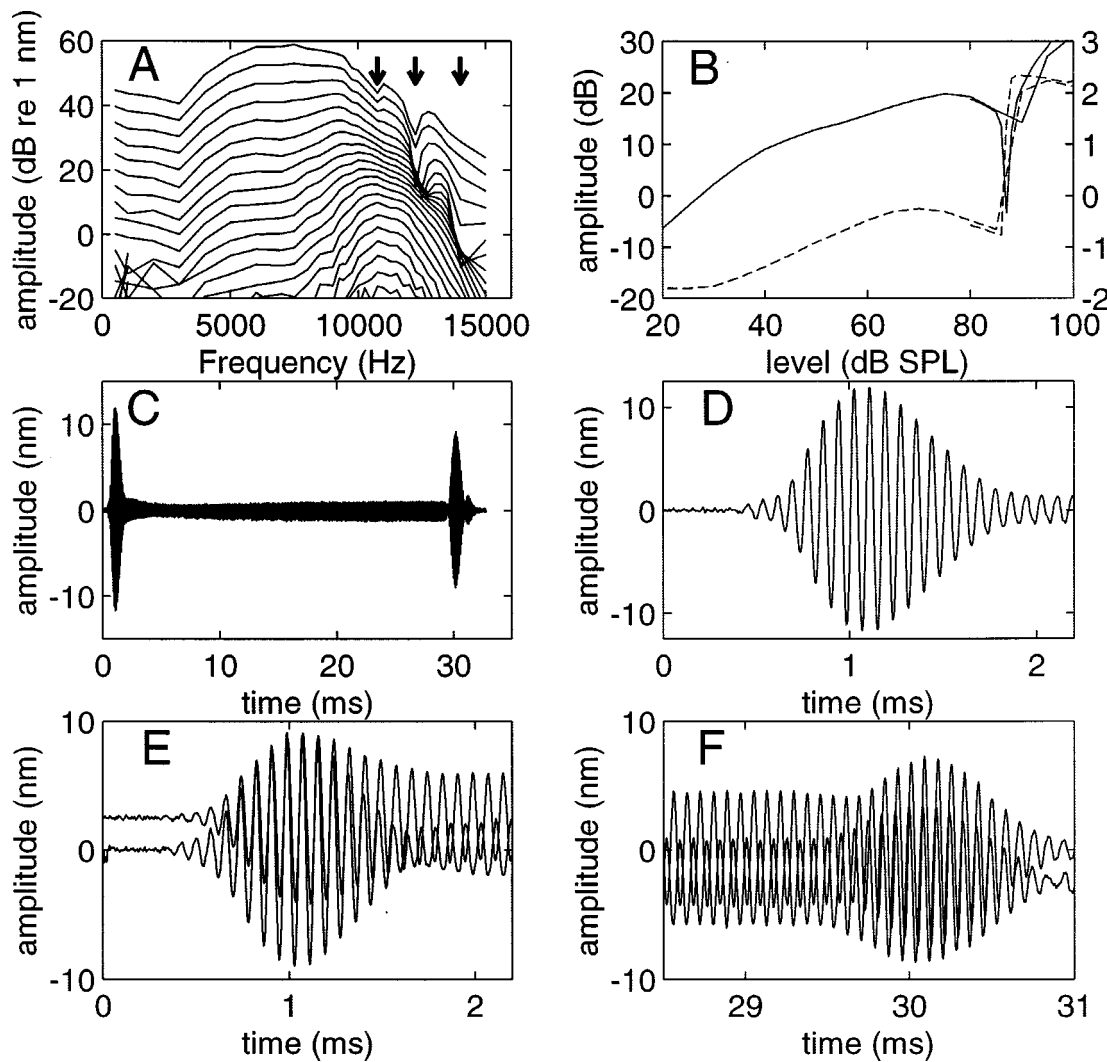 A
60
40
20
0
-20
amplitude (dB re 1 nm)
0
5000
10000
15000
Frequency (Hz)
B
30
20
10
0
-10
-20
amplitude (dB)
3
2
1
0
-1
-2
20
40
60
80
100
level (dB SPL)
C
10
0
-10
amplitude (nm)
0
10
20
30
time (ms)
D
10
0
-10
amplitude (nm)
0
1
2
time (ms)
E
10
0
-10
amplitude (nm)
0
1
2
time (ms)
F
10
0
-10
amplitude (nm)
29
30
31
time (ms)